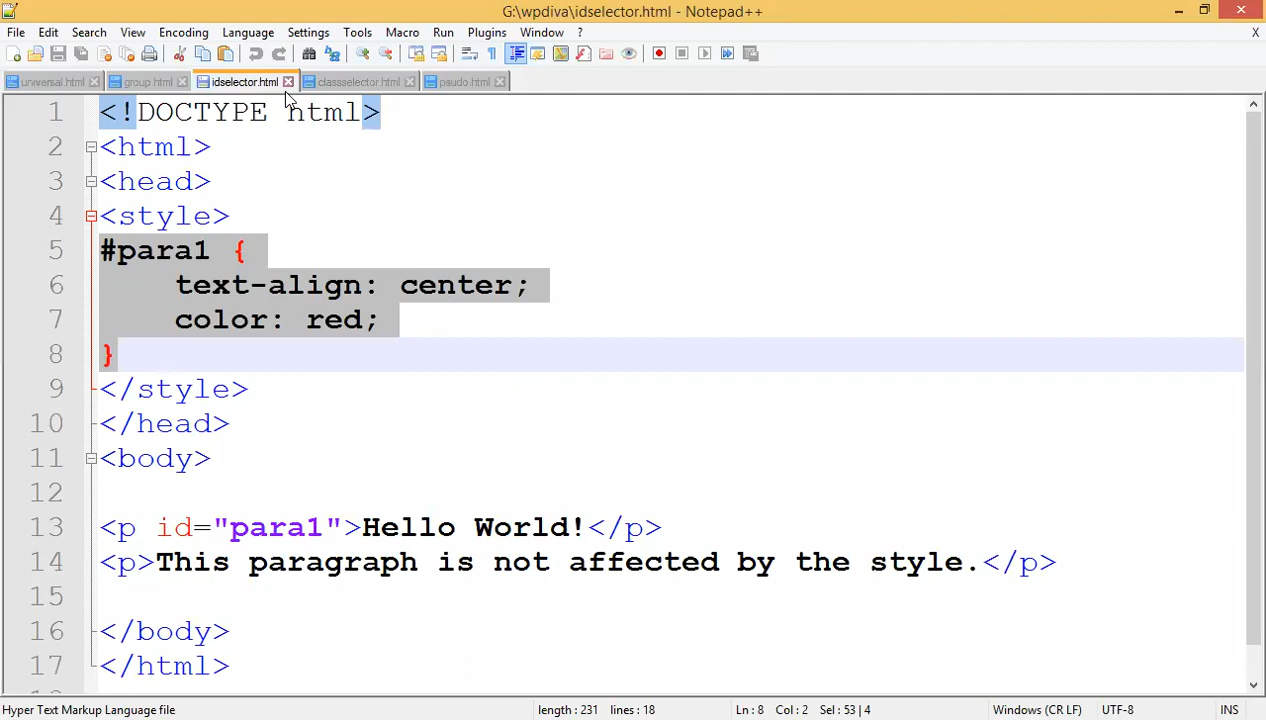 G:\wpdiva\idselector.html - Notepad++
File Edit Search View Encoding Language Settings Tools Macro Run Plugins Window ? X
universal.html group.html idselector.html classselector.html psudo.html
1 <!DOCTYPE html>
2 <html>
3 <head>
4 <style>
5 #para1 {
6 text-align: center;
7 color: red;
8 }
9 </style>
10 </head>
11 <body>
12
13 <p id="para1">Hello World!</p>
14 <p>This paragraph is not affected by the style.</p>
15
16 </body>
17 </html>
Hyper Text Markup Language file length : 231 lines : 18 Ln : 8 Col : 2 Sel : 53 | 4 Windows (CR LF) UTF-8 INS